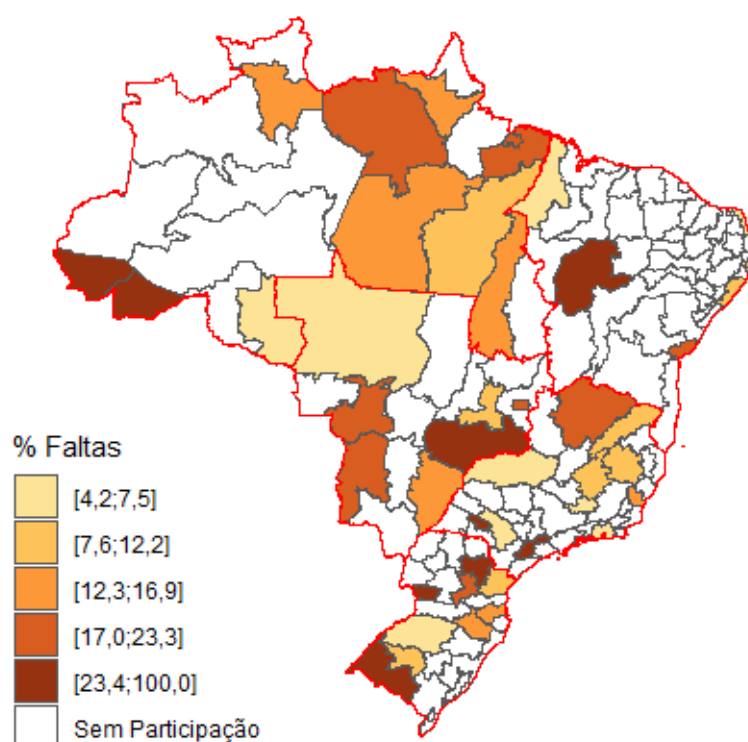 % Faltas
[4,2;7,5]
[7,6;12,2]
[12,3;16,9]
[17,0;23,3]
[23,4;100,0]
Sem Participação